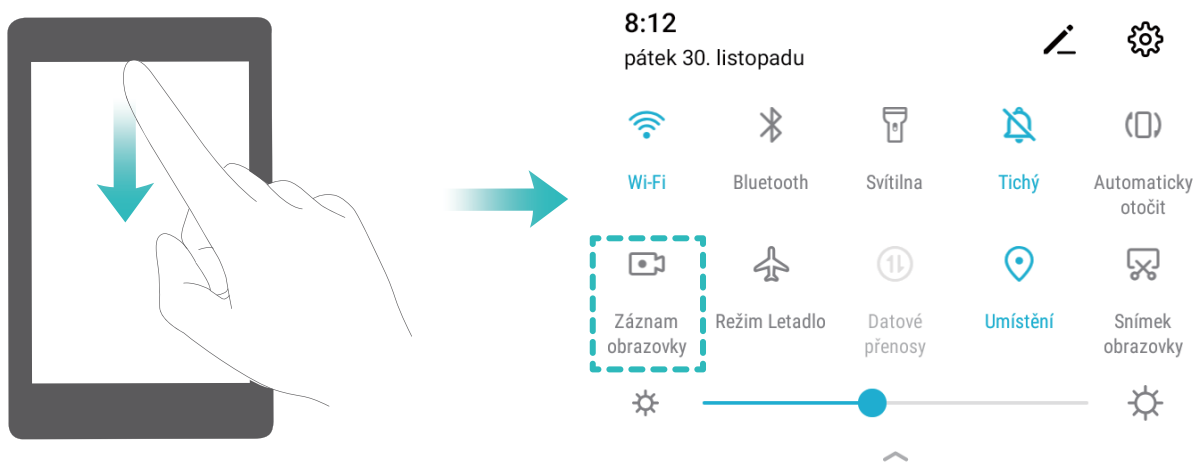 8:12
pátek 30. listopadu
Wi-Fi
Bluetooth
Svítilna
Tichý
Automaticky
otočit
Záznam
obrazovky
Režim Letadlo
Datové
přenosy
Umístění
Snímek
obrazovky